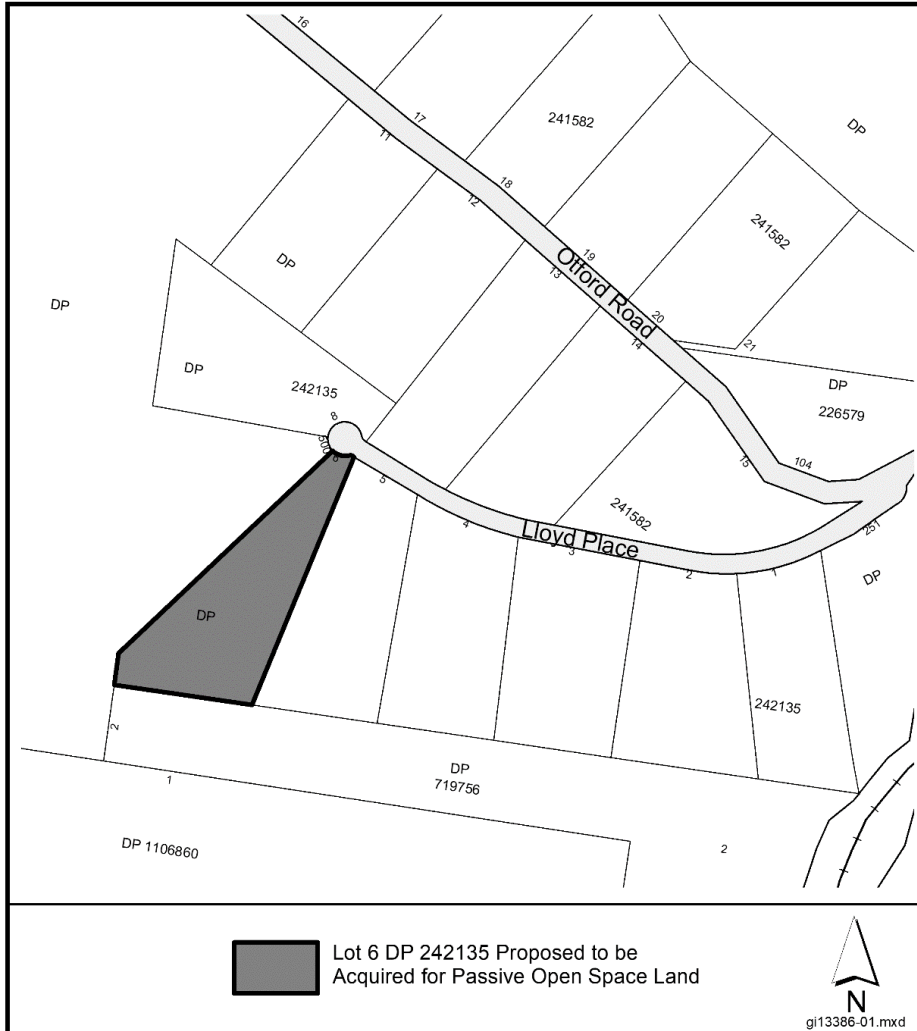 16
17
11
241582
DP
18
12
241582
19
DP
13
Otford Road
DP
20
14
21
DP
DP
242135
226579
8
15
104
5
241582
4
Lloyd Place
3
251
2
1
DP
DP
242135
2
DP
719756
1
DP 1106860
2
Lot 6 DP 242135 Proposed to be
Acquired for Passive Open Space Land
N
gi13386-01.mxd